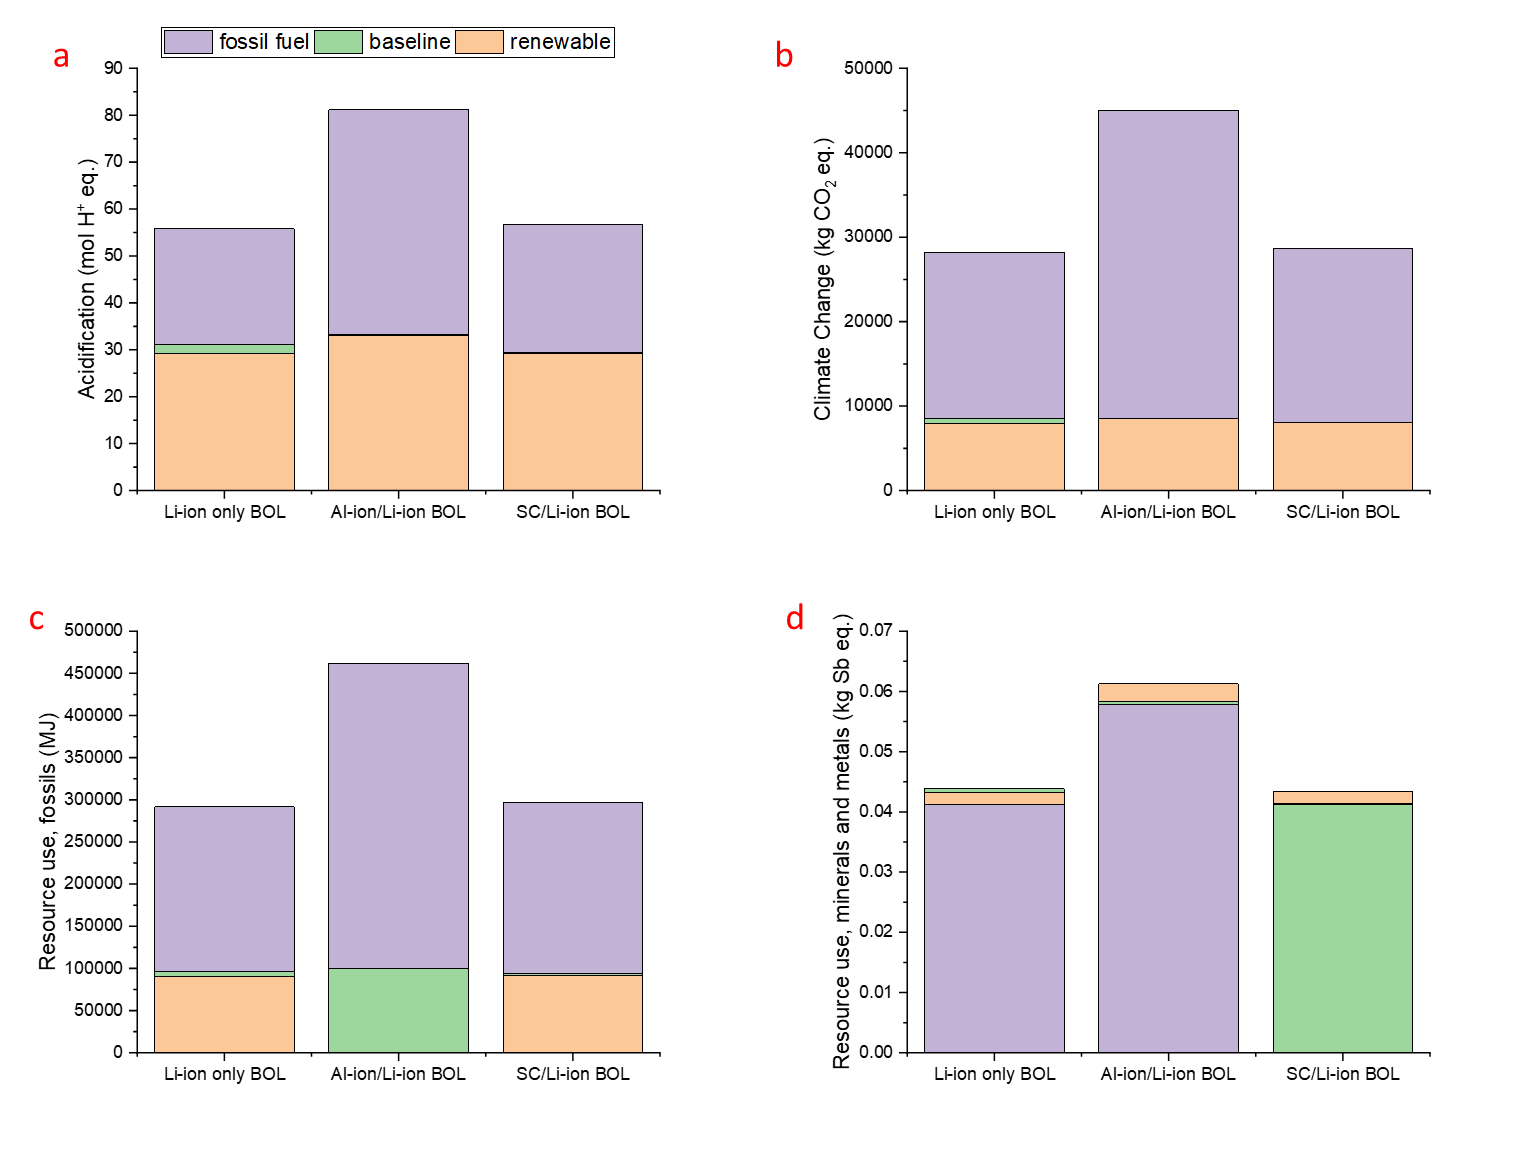 fossil fuel baseline renewable
a
90
80
70
60
50
40
30
20
10
0
Acidification (mol H⁺ eq.)
Li-ion only BOL Al-ion/Li-ion BOL SC/Li-ion BOL
b
50000
40000
30000
20000
10000
0
Climate Change (kg CO₂ eq.)
Li-ion only BOL Al-ion/Li-ion BOL SC/Li-ion BOL
c
500000
450000
400000
350000
300000
250000
200000
150000
100000
50000
0
Resource use, fossils (MJ)
Li-ion only BOL Al-ion/Li-ion BOL SC/Li-ion BOL
d
0.07
0.06
0.05
0.04
0.03
0.02
0.01
0.00
Resource use, minerals and metals (kg Sb eq.)
Li-ion only BOL Al-ion/Li-ion BOL SC/Li-ion BOL